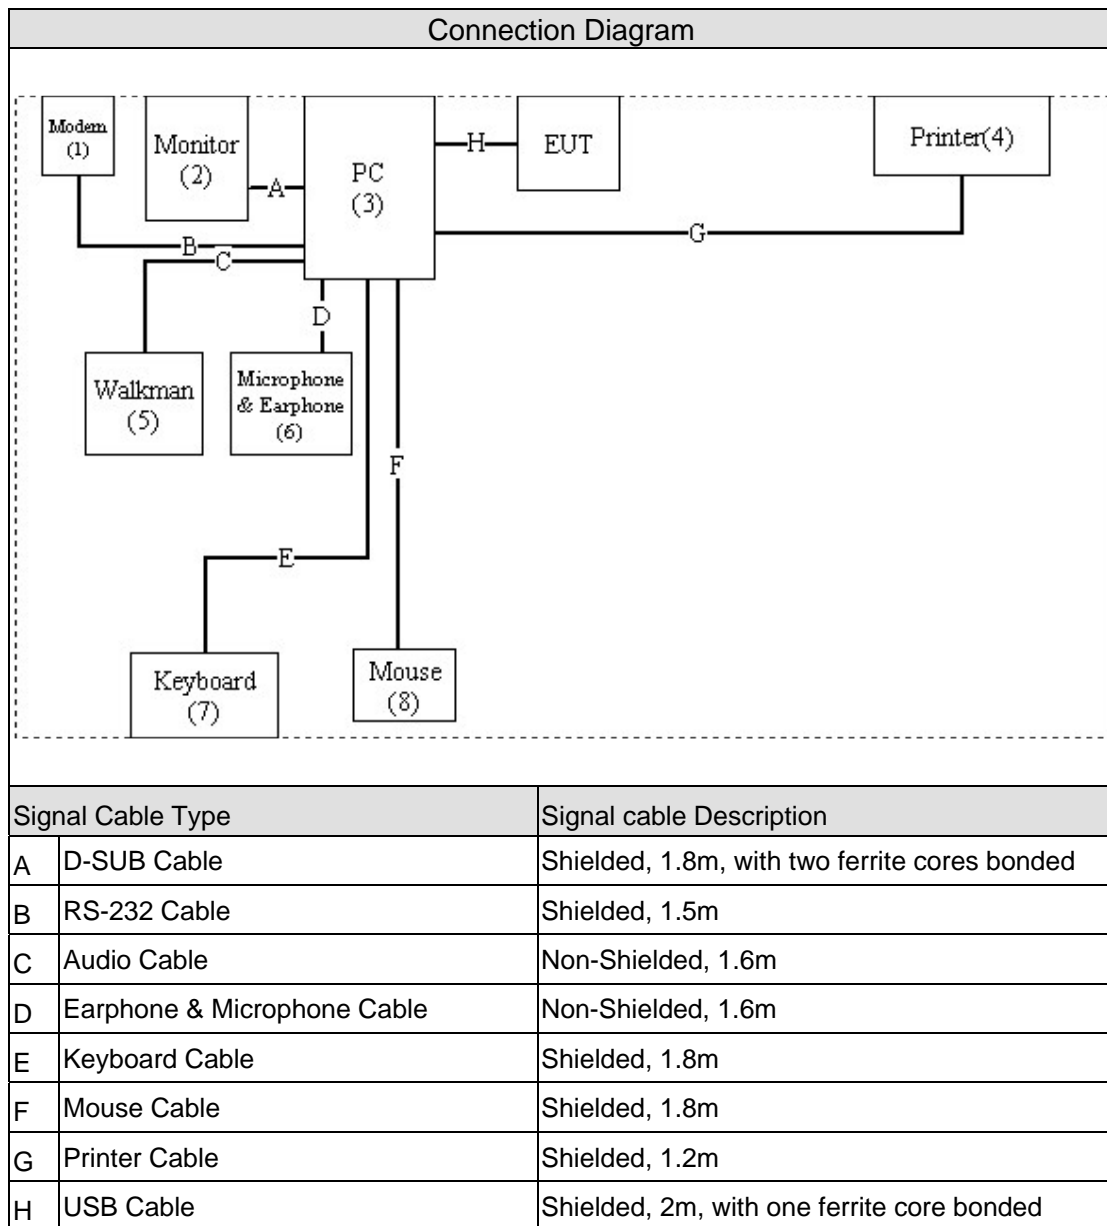 Connection Diagram
Modem
(1)
Monitor
(2)
A
PC
(3)
H
EUT
Printer(4)
B
C
G
D
Walkman
(5)
Microphone
& Earphone
(6)
F
E
Keyboard
(7)
Mouse
(8)
Signal Cable Type Signal cable Description
A D-SUB Cable Shielded, 1.8m, with two ferrite cores bonded
B RS-232 Cable Shielded, 1.5m
C Audio Cable Non-Shielded, 1.6m
D Earphone & Microphone Cable Non-Shielded, 1.6m
E Keyboard Cable Shielded, 1.8m
F Mouse Cable Shielded, 1.8m
G Printer Cable Shielded, 1.2m
H USB Cable Shielded, 2m, with one ferrite core bonded